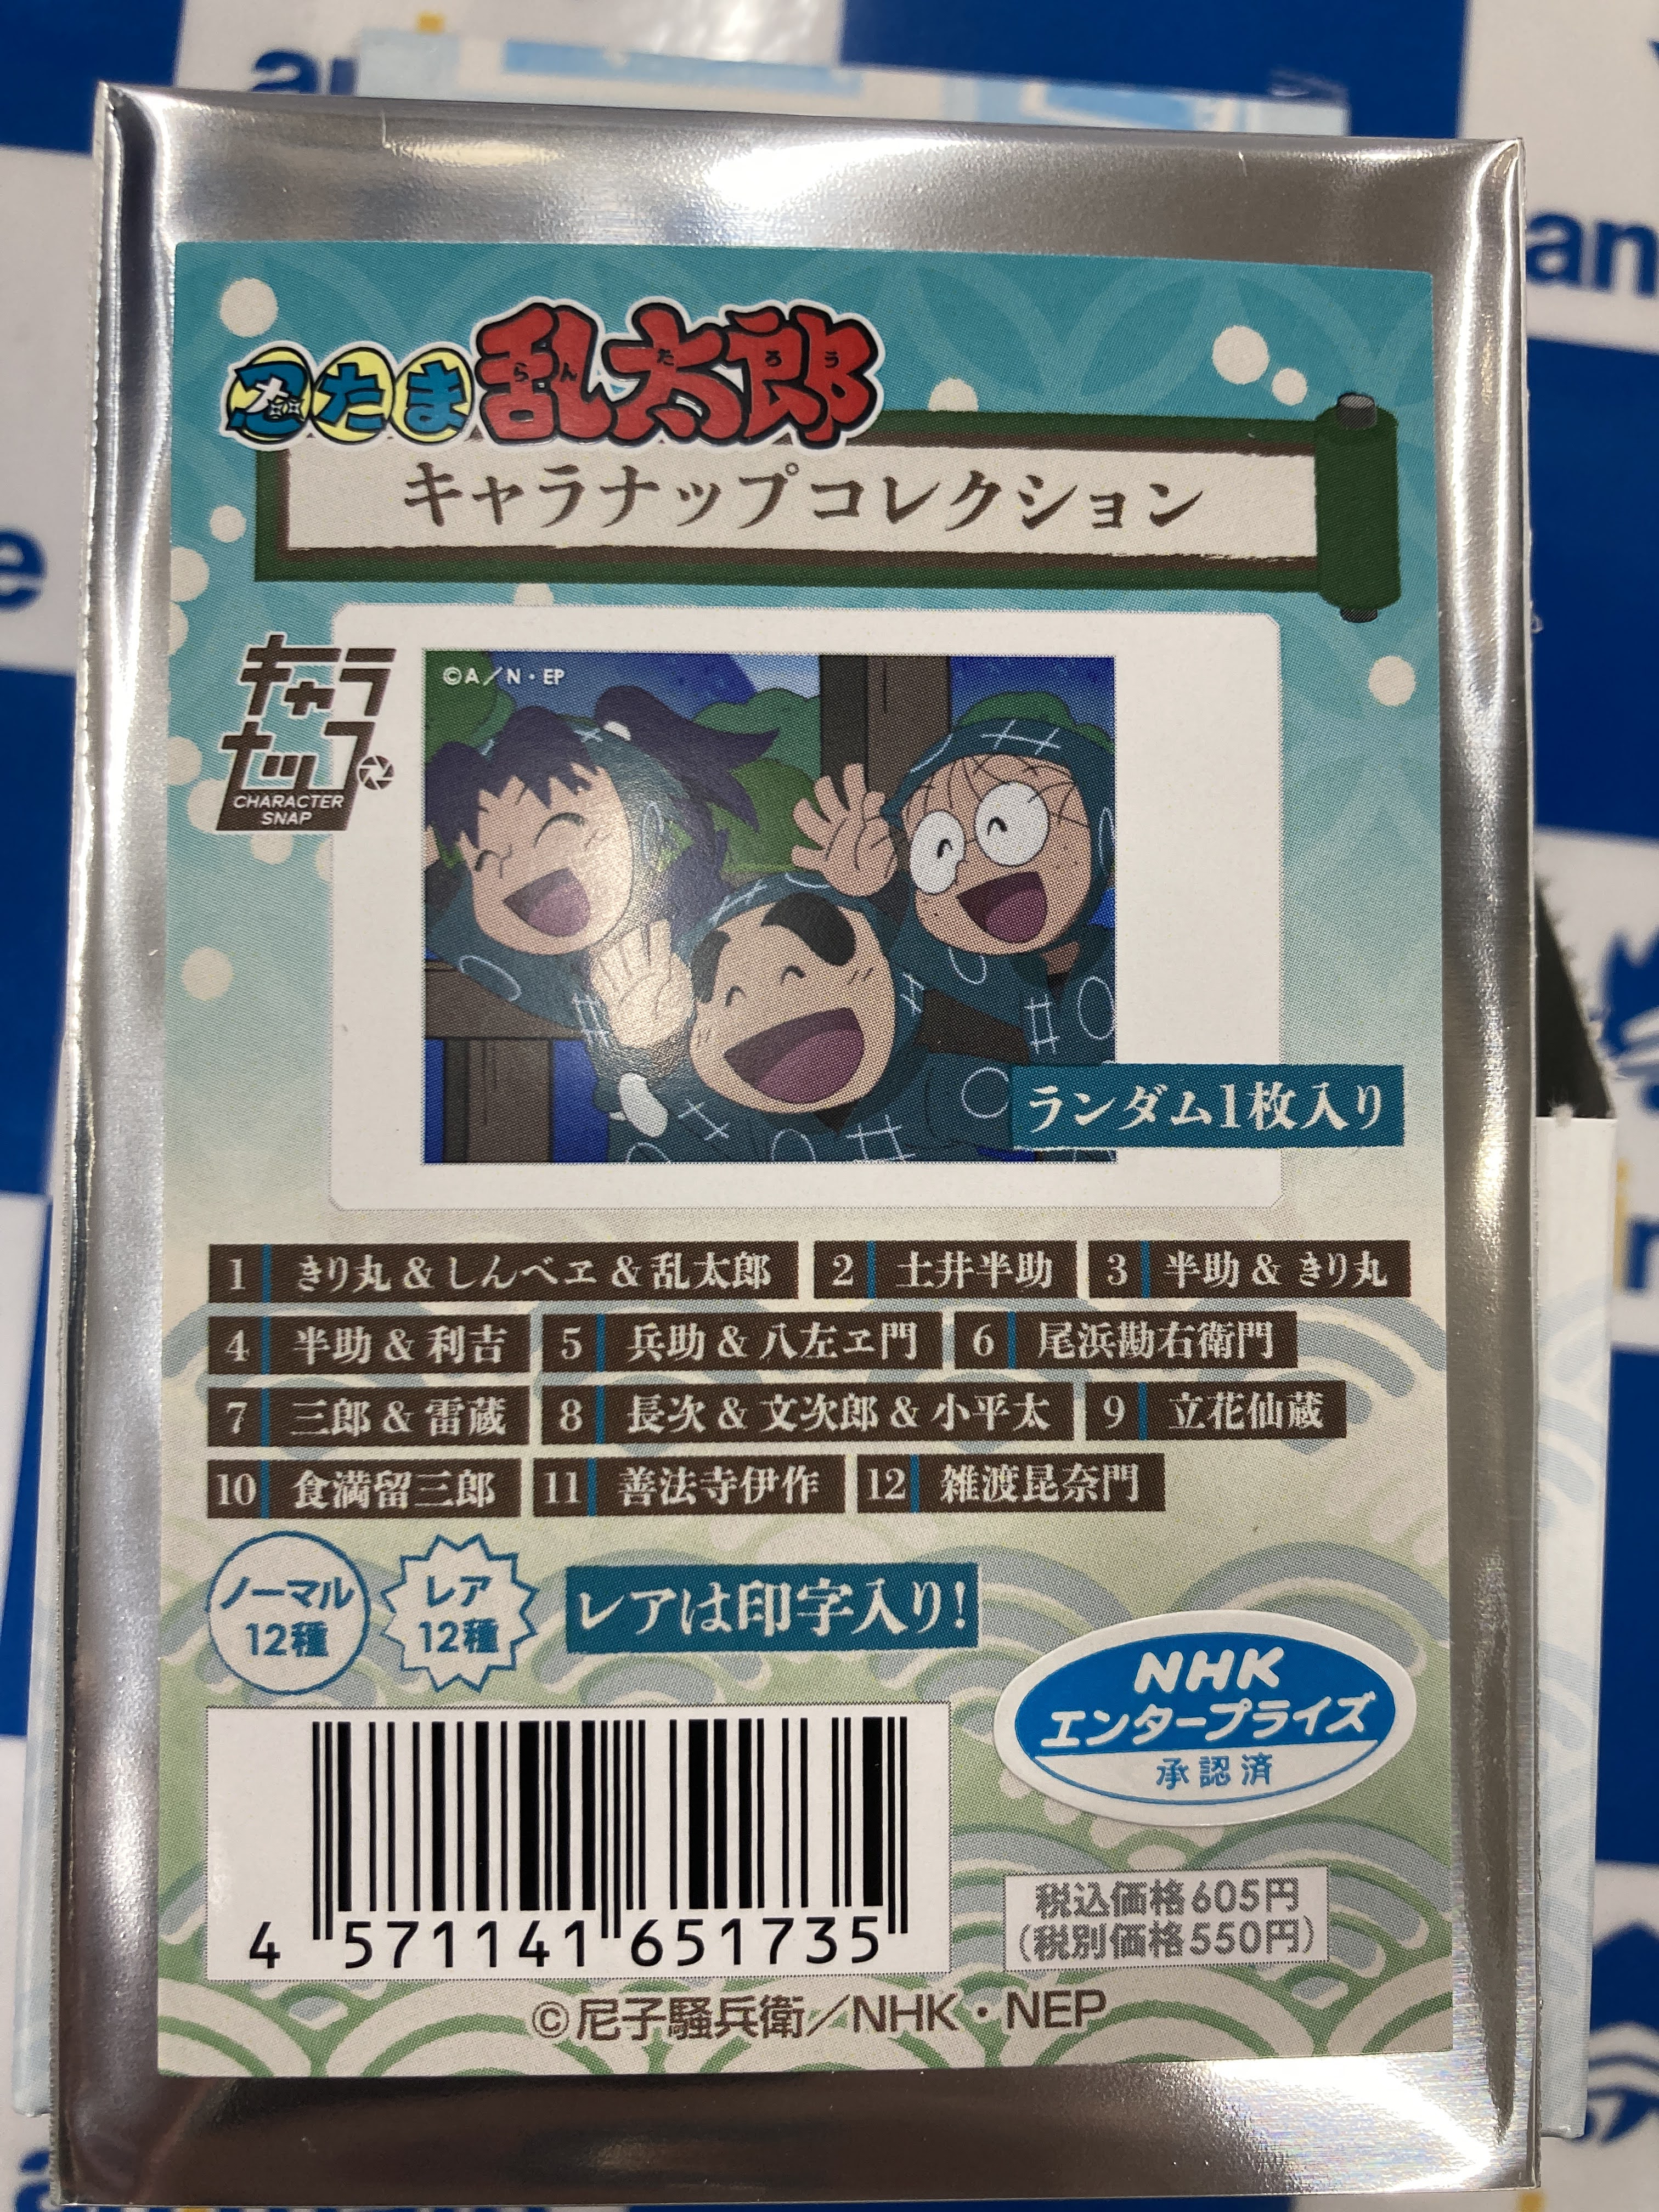 忍たま乱太郎
らんたろう
キャラナップコレクション
キャラ
ナップ
CHARACTER
SNAP
©A／N・EP
ランダム1枚入り
1 きり丸 & しんベヱ & 乱太郎 2 土井半助 3 半助 & きり丸
4 半助 & 利吉 5 兵助 & 八左ヱ門 6 尾浜勘右衛門
7 三郎 & 雷蔵 8 長次 & 文次郎 & 小平太 9 立花仙蔵
10 食満留三郎 11 善法寺伊作 12 雑渡昆奈門
ノーマル
12種
レア
12種
レアは印字入り!
NHK
エンタープライズ
承認済
4 571141 651735
税込価格605円
(税別価格550円)
©尼子騒兵衛／NHK・NEP